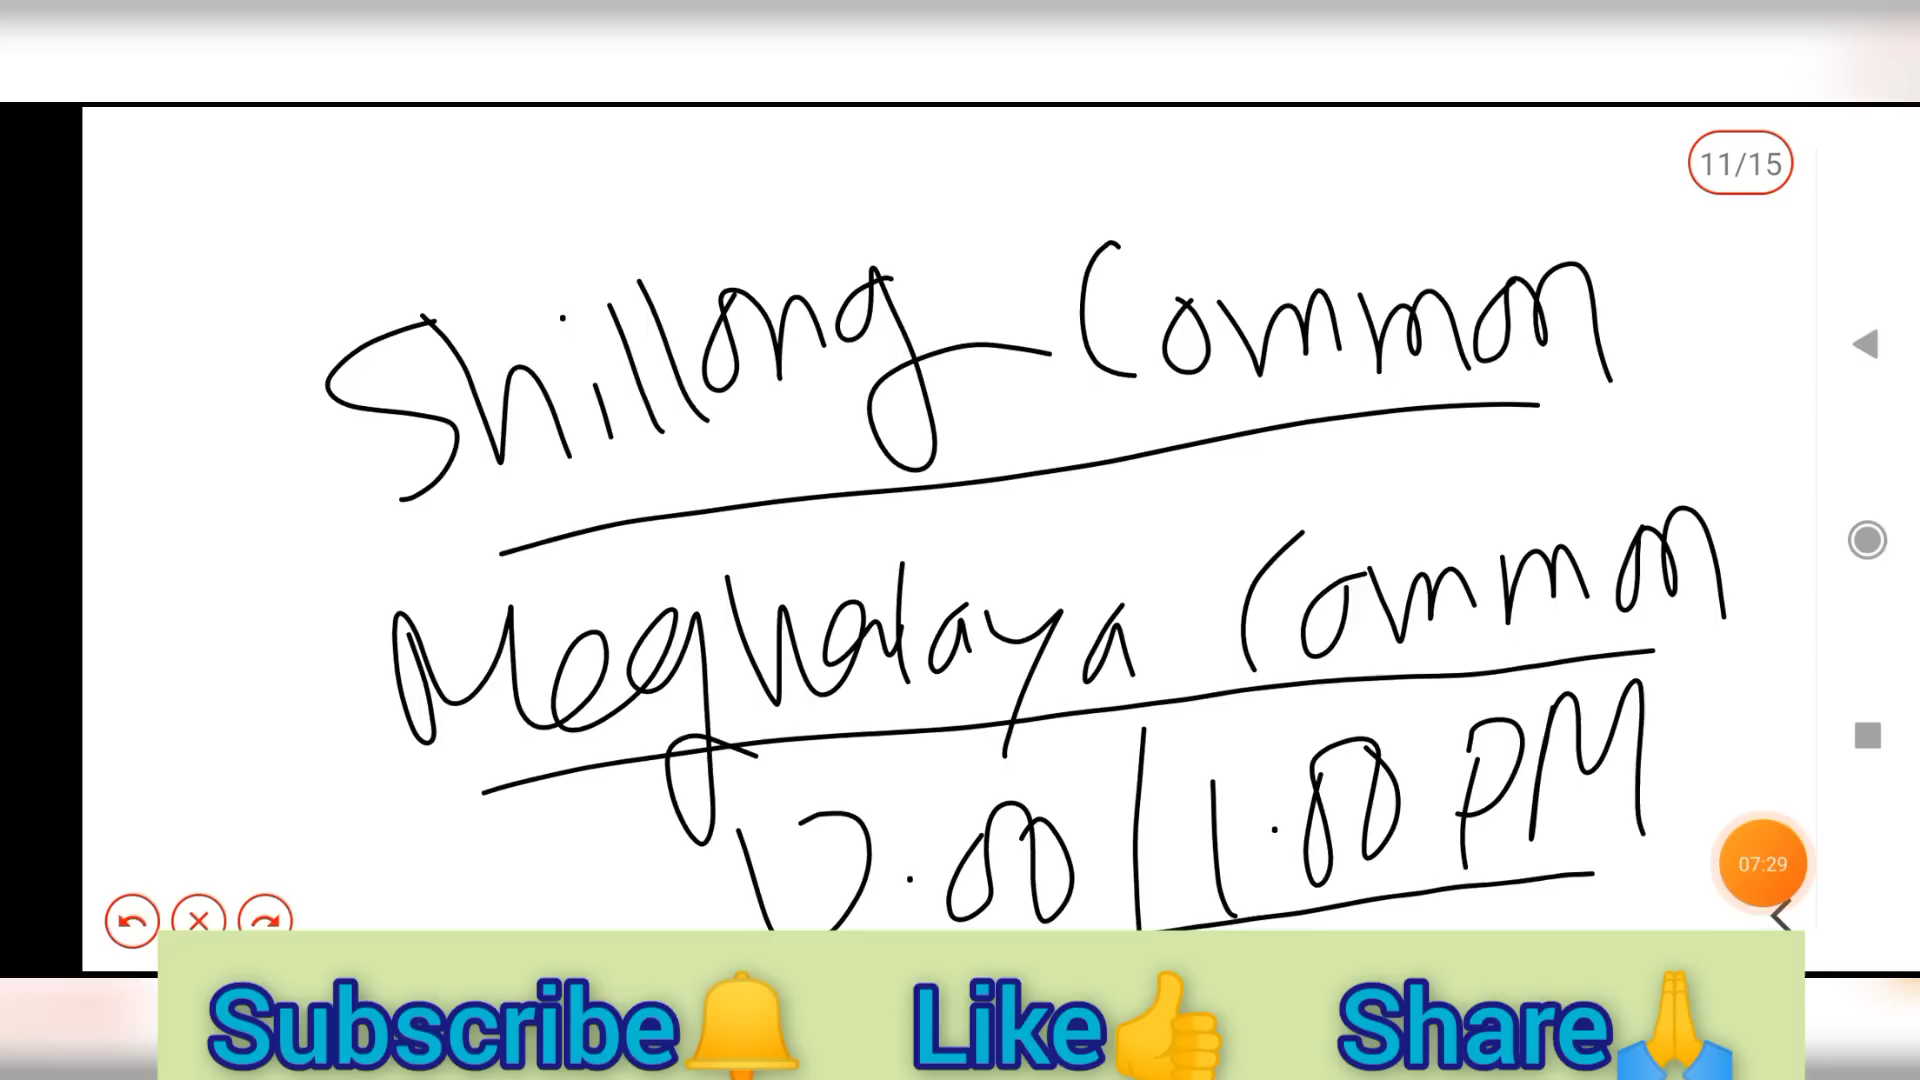 11/15
Shillong Common
Meghalaya Common
12.00 | 1.00 PM
07:29
Subscribe Like Share